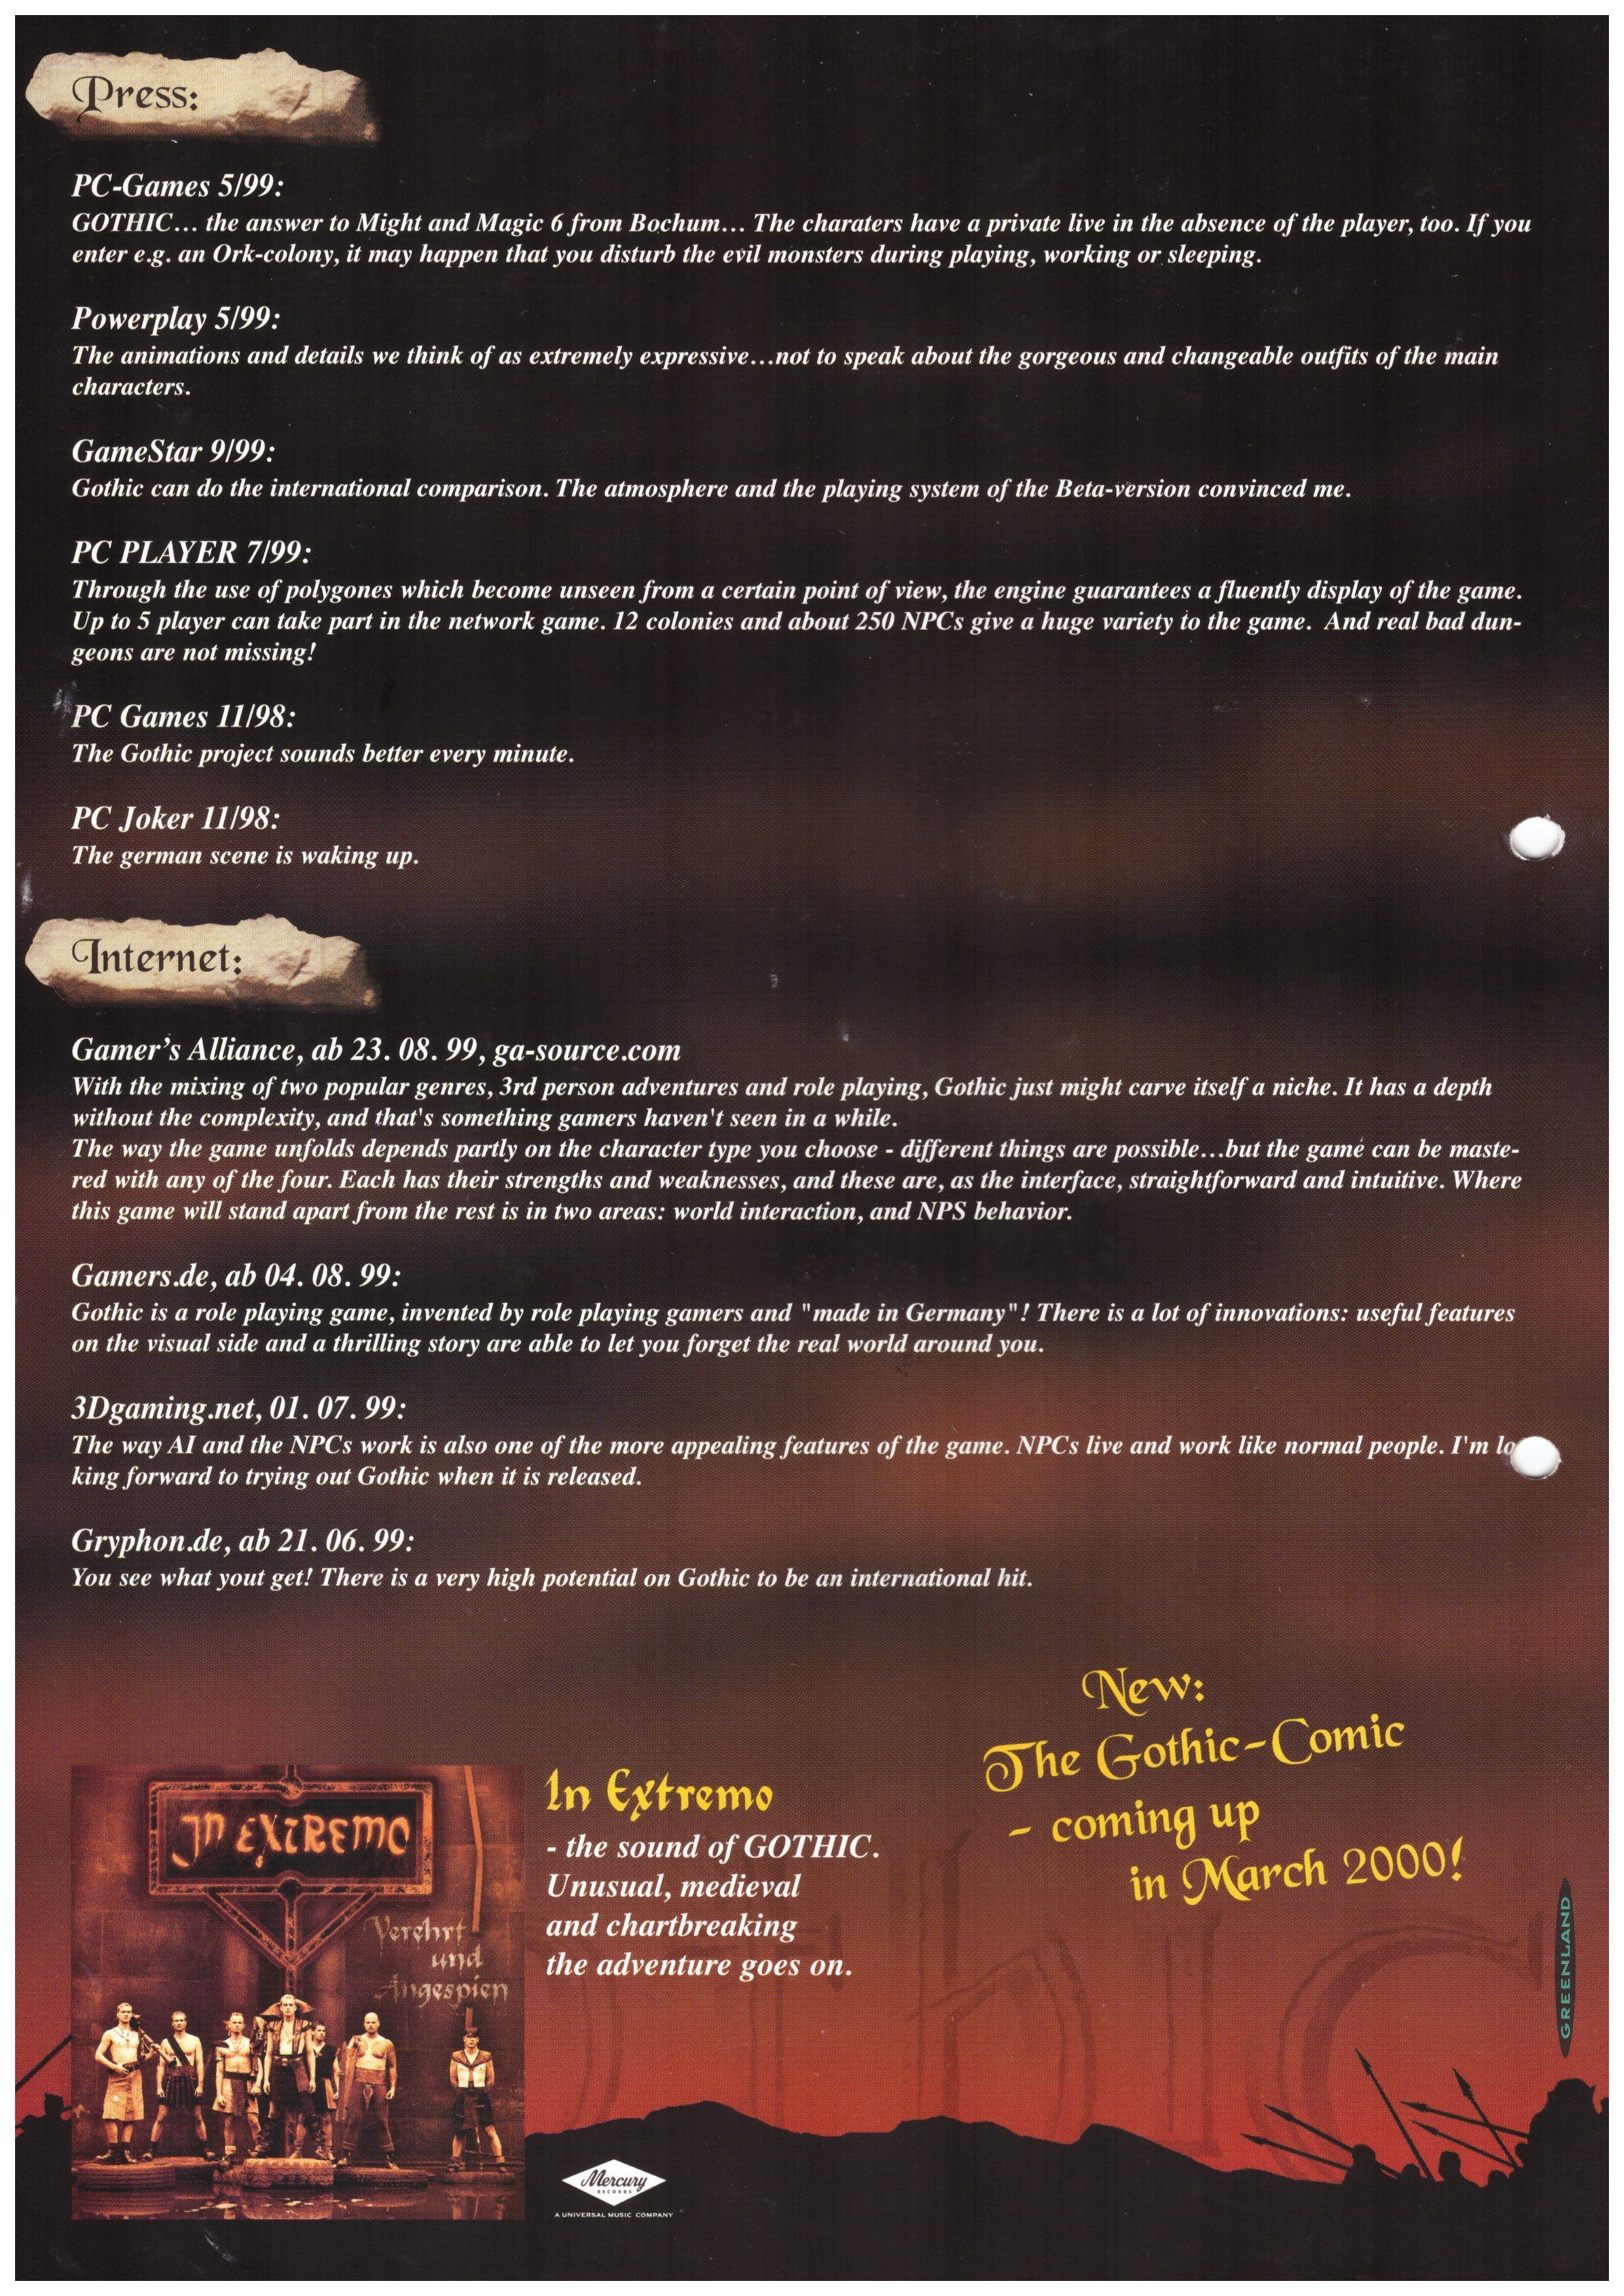 Press:
PC-Games 5/99:
GOTHIC... the answer to Might and Magic 6 from Bochum... The charaters have a private live in the absence of the player, too. If you
enter e.g. an Ork-colony, it may happen that you disturb the evil monsters during playing, working or sleeping.
Powerplay 5/99:
The animations and details we think of as extremely expressive...not to speak about the gorgeous and changeable outfits of the main
characters.
GameStar 9/99:
Gothic can do the international comparison. The atmosphere and the playing system of the Beta-version convinced me.
PC PLAYER 7/99:
Through the use of polygones which become unseen from a certain point of view, the engine guarantees a fluently display of the game.
Up to 5 player can take part in the network game. 12 colonies and about 250 NPCs give a huge variety to the game. And real bad dun-
geons are not missing!
PC Games 11/98:
The Gothic project sounds better every minute.
PC Joker 11/98:
The german scene is waking up.
Internet:
Gamer's Alliance, ab 23. 08. 99, ga-source.com
With the mixing of two popular genres, 3rd person adventures and role playing, Gothic just might carve itself a niche. It has a depth
without the complexity, and that's something gamers haven't seen in a while.
The way the game unfolds depends partly on the character type you choose - different things are possible...but the game can be maste-
red with any of the four. Each has their strengths and weaknesses, and these are, as the interface, straightforward and intuitive. Where
this game will stand apart from the rest is in two areas: world interaction, and NPS behavior.
Gamers.de, ab 04. 08. 99:
Gothic is a role playing game, invented by role playing gamers and "made in Germany"! There is a lot of innovations: useful features
on the visual side and a thrilling story are able to let you forget the real world around you.
3Dgaming.net, 01. 07. 99:
The way AI and the NPCs work is also one of the more appealing features of the game. NPCs live and work like normal people. I'm lo
king forward to trying out Gothic when it is released.
Gryphon.de, ab 21. 06. 99:
You see what yout get! There is a very high potential on Gothic to be an international hit.
New:
The Gothic-Comic
- coming up
in March 2000!
In Extremo
- the sound of GOTHIC.
Unusual, medieval
and chartbreaking
the adventure goes on.
IN EXTREMO
Verehrt
und
Angespien
GREENLAND
Mercury
RECORDS
A UNIVERSAL MUSIC COMPANY